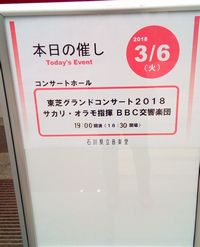 本日の催し
Today's Event
2018
3/6
(火)
コンサートホール
東芝グランドコンサート2018
サカリ・オラモ指揮 BBC交響楽団
19:00開演(18:30開場)
石川県立音楽堂